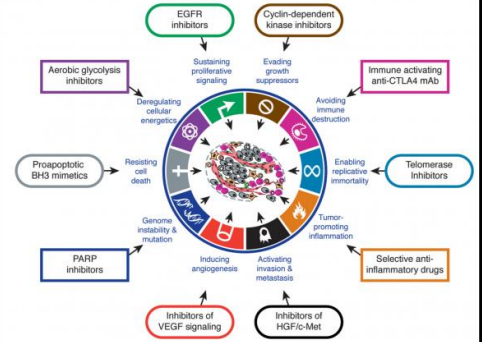 EGFR
inhibitors
Cyclin-dependent
kinase inhibitors
Sustaining
proliferative
signaling
Evading
growth
suppressors
Aerobic glycolysis
inhibitors
Immune activating
anti-CTLA4 mAb
Deregulating
cellular
energetics
Avoiding
immune
destruction
Proapoptotic
BH3 mimetics
Resisting
cell
death
Enabling
replicative
immortality
Telomerase
Inhibitors
Genome
instability &
mutation
Tumor-
promoting
inflammation
PARP
inhibitors
Inducing
angiogenesis
Activating
invasion &
metastasis
Selective anti-
inflammatory drugs
Inhibitors of
VEGF signaling
Inhibitors of
HGF/c-Met